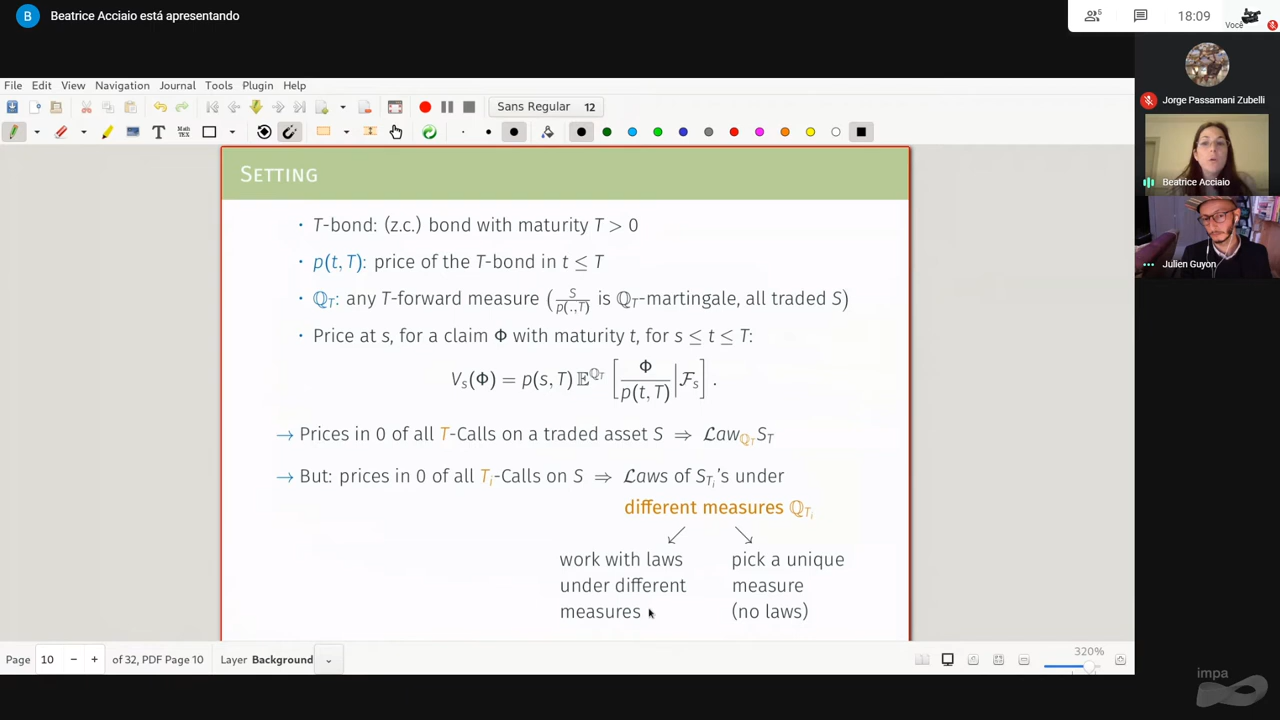 B Beatrice Acciaio está apresentando
5
18:09
Você
Jorge Passamani Zubelli
Beatrice Acciaio
Julien Guyon
File Edit View Navigation Journal Tools Plugin Help
Sans Regular 12
T Math TEX
SETTING
• T-bond: (z.c.) bond with maturity T > 0
• p(t, T): price of the T-bond in t ≤ T
• ℚ_T: any T-forward measure (S/p(.,T) is ℚ_T-martingale, all traded S)
• Price at s, for a claim Φ with maturity t, for s ≤ t ≤ T:
V_s(Φ) = p(s, T) 𝔼^{ℚ_T} [Φ/p(t, T) | ℱ_s] .
→ Prices in 0 of all T-Calls on a traded asset S ⇒ ℒaw_{ℚ_T} S_T
→ But: prices in 0 of all T_i-Calls on S ⇒ ℒaws of S_{T_i}'s under
different measures ℚ_{T_i}
↙ ↘
work with laws
under different
measures
pick a unique
measure
(no laws)
Page 10 − + of 32, PDF Page 10 Layer Background
320%
impa